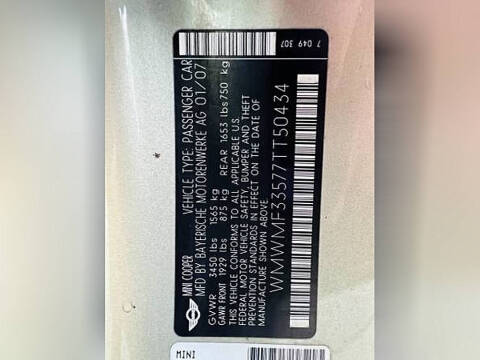 MINI COOPER
VEHICLE TYPE: PASSENGER CAR
MFD BY BAYERISCHE MOTORENWERKE AG 01/07
GVWR 3450 lbs 1565 kg
GAWR FRONT 1929 lbs 875 kg REAR 1653 lbs 750 kg
THIS VEHICLE CONFORMS TO ALL APPLICABLE U.S.
FEDERAL MOTOR VEHICLE SAFETY, BUMPER AND THEFT
PREVENTION STANDARDS IN EFFECT ON THE DATE OF
MANUFACTURE SHOWN ABOVE.
WMWMF33577TT50434
7 049 307
MINI